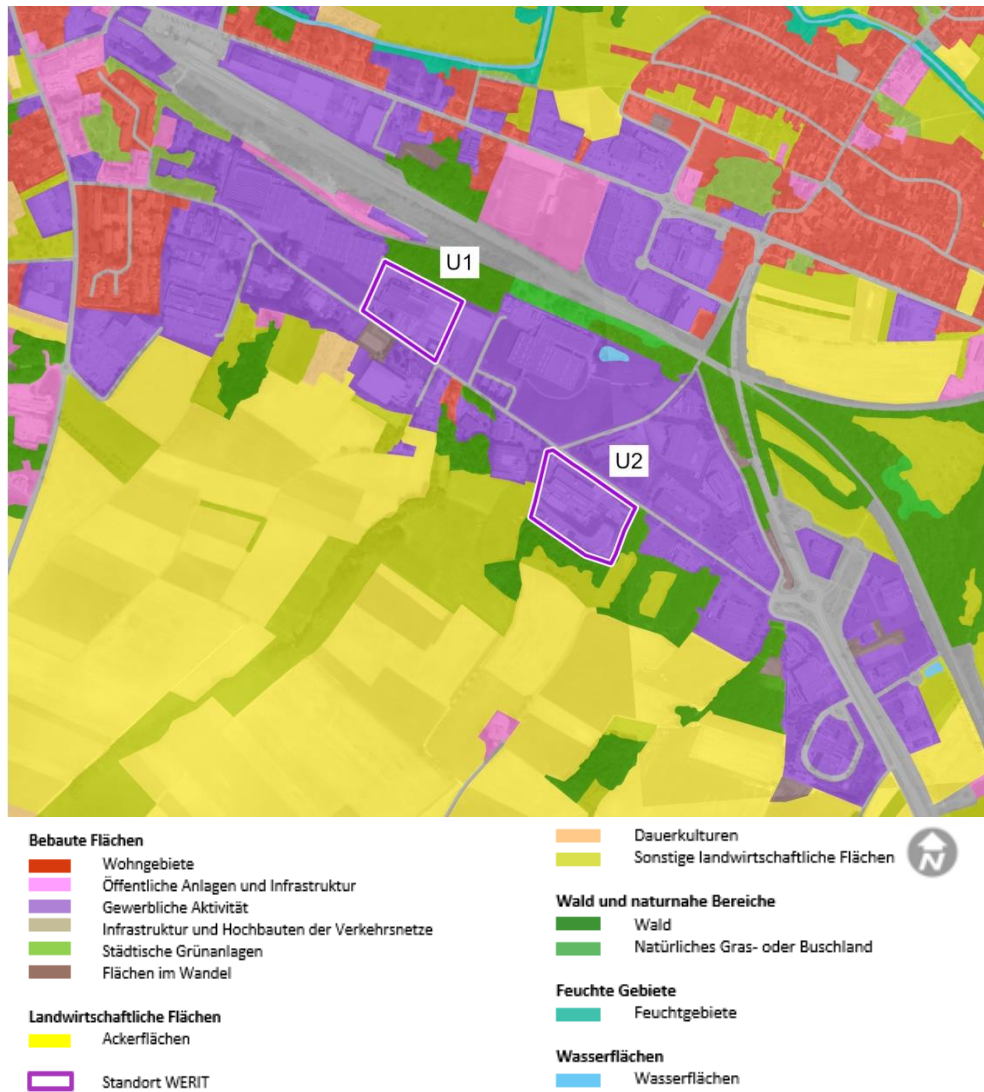 U1
U2
Bebaute Flächen
Wohngebiete
Öffentliche Anlagen und Infrastruktur
Gewerbliche Aktivität
Infrastruktur und Hochbauten der Verkehrsnetze
Städtische Grünanlagen
Flächen im Wandel
Landwirtschaftliche Flächen
Ackerflächen
Standort WERIT
Dauerkulturen
Sonstige landwirtschaftliche Flächen
N
Wald und naturnahe Bereiche
Wald
Natürliches Gras- oder Buschland
Feuchte Gebiete
Feuchtgebiete
Wasserflächen
Wasserflächen